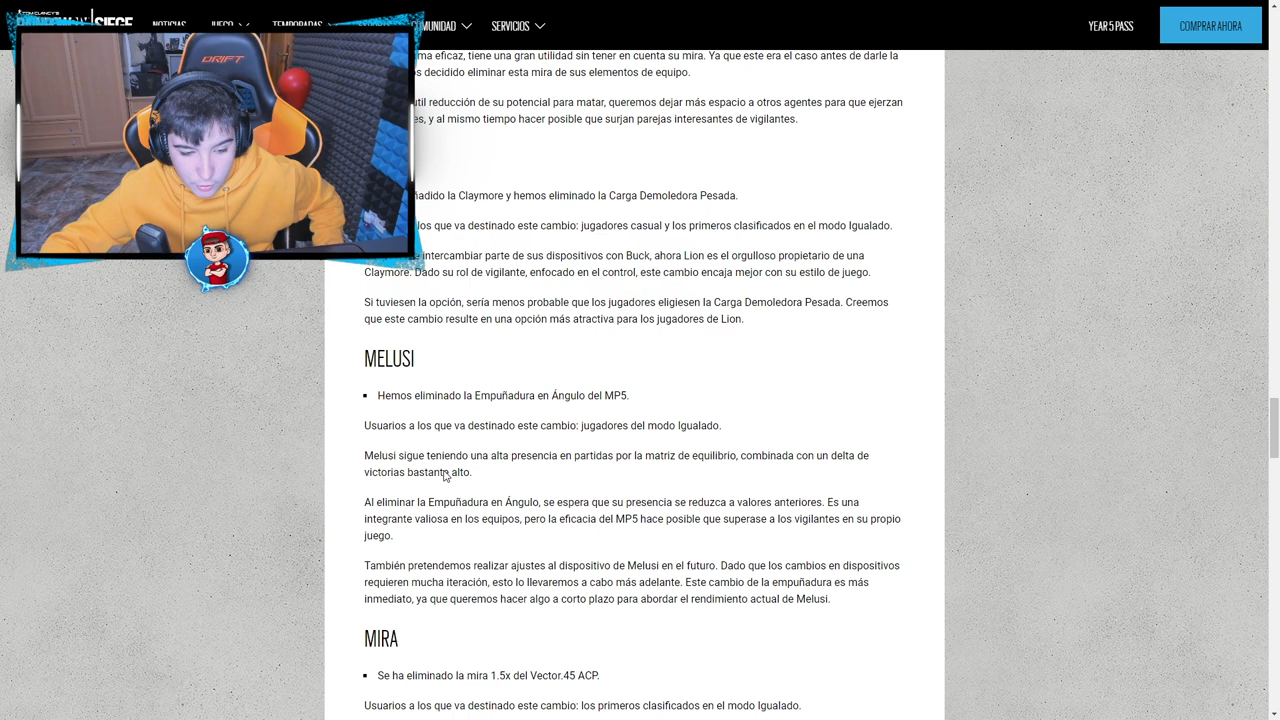 TOM CLANCY'S
SIEGE NOTICIAS JUEGO TEMPORADAS COMUNIDAD SERVICIOS YEAR 5 PASS COMPRAR AHORA
eficaz, tiene una gran utilidad sin tener en cuenta su mira. Ya que este era el caso antes de darle la
decidido eliminar esta mira de sus elementos de equipo.
reducción de su potencial para matar, queremos dejar más espacio a otros agentes para que ejerzan
y al mismo tiempo hacer posible que surjan parejas interesantes de vigilantes.
la Claymore y hemos eliminado la Carga Demoledora Pesada.
los que va destinado este cambio: jugadores casual y los primeros clasificados en el modo Igualado.
intercambiar parte de sus dispositivos con Buck, ahora Lion es el orgulloso propietario de una
Claymore. Dado su rol de vigilante, enfocado en el control, este cambio encaja mejor con su estilo de juego.
Si tuviesen la opción, sería menos probable que los jugadores eligiesen la Carga Demoledora Pesada. Creemos
que este cambio resulte en una opción más atractiva para los jugadores de Lion.
MELUSI
▪ Hemos eliminado la Empuñadura en Ángulo del MP5.
Usuarios a los que va destinado este cambio: jugadores del modo Igualado.
Melusi sigue teniendo una alta presencia en partidas por la matriz de equilibrio, combinada con un delta de
victorias bastante alto.
Al eliminar la Empuñadura en Ángulo, se espera que su presencia se reduzca a valores anteriores. Es una
integrante valiosa en los equipos, pero la eficacia del MP5 hace posible que superase a los vigilantes en su propio
juego.
También pretendemos realizar ajustes al dispositivo de Melusi en el futuro. Dado que los cambios en dispositivos
requieren mucha iteración, esto lo llevaremos a cabo más adelante. Este cambio de la empuñadura es más
inmediato, ya que queremos hacer algo a corto plazo para abordar el rendimiento actual de Melusi.
MIRA
▪ Se ha eliminado la mira 1.5x del Vector.45 ACP.
Usuarios a los que va destinado este cambio: los primeros clasificados en el modo Igualado.
DRIFT